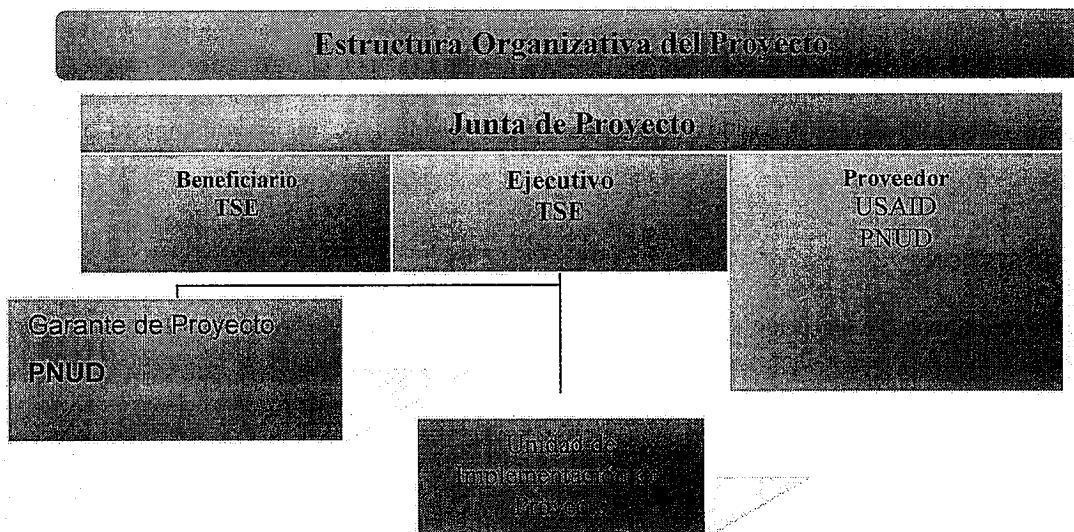 Estructura Organizativa del Proyecto
Junta de Proyecto
Beneficiario
TSE
Ejecutivo
TSE
Proveedor
USAID
PNUD
Garante de Proyecto
PNUD
Unidad de
Implementación
Proyecto